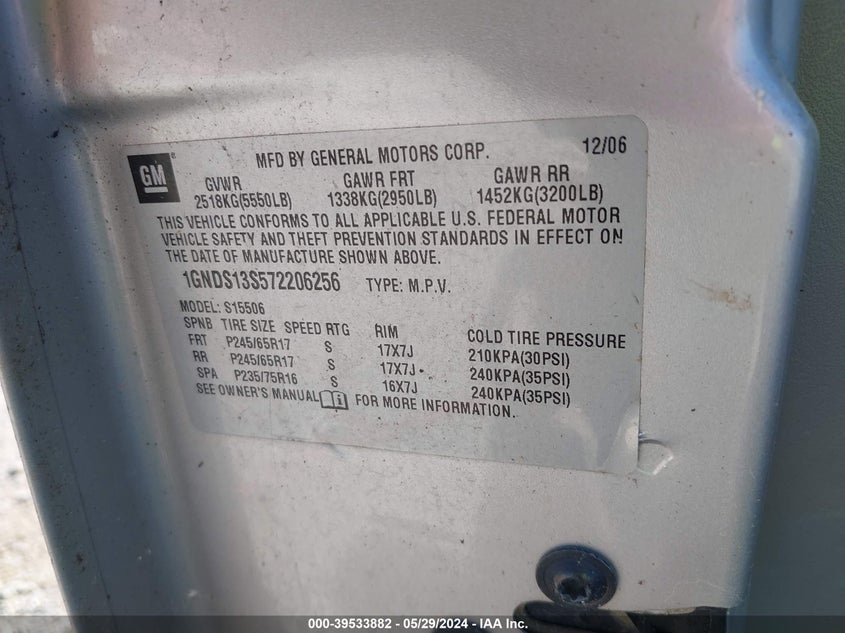 MFD BY GENERAL MOTORS CORP. 12/06
GM
GVWR GAWR FRT GAWR RR
2518KG(5550LB) 1338KG(2950LB) 1452KG(3200LB)
THIS VEHICLE CONFORMS TO ALL APPLICABLE U.S. FEDERAL MOTOR
VEHICLE SAFETY AND THEFT PREVENTION STANDARDS IN EFFECT ON
THE DATE OF MANUFACTURE SHOWN ABOVE.
1GNDS13S572206256 TYPE: M.P.V.
MODEL: S15506
SPNB TIRE SIZE SPEED RTG RIM COLD TIRE PRESSURE
FRT P245/65R17 S 17X7J 210KPA(30PSI)
RR P245/65R17 S 17X7J 240KPA(35PSI)
SPA P235/75R16 S 16X7J 240KPA(35PSI)
SEE OWNER'S MANUAL FOR MORE INFORMATION.
000-39533882 - 05/29/2024 - IAA Inc.